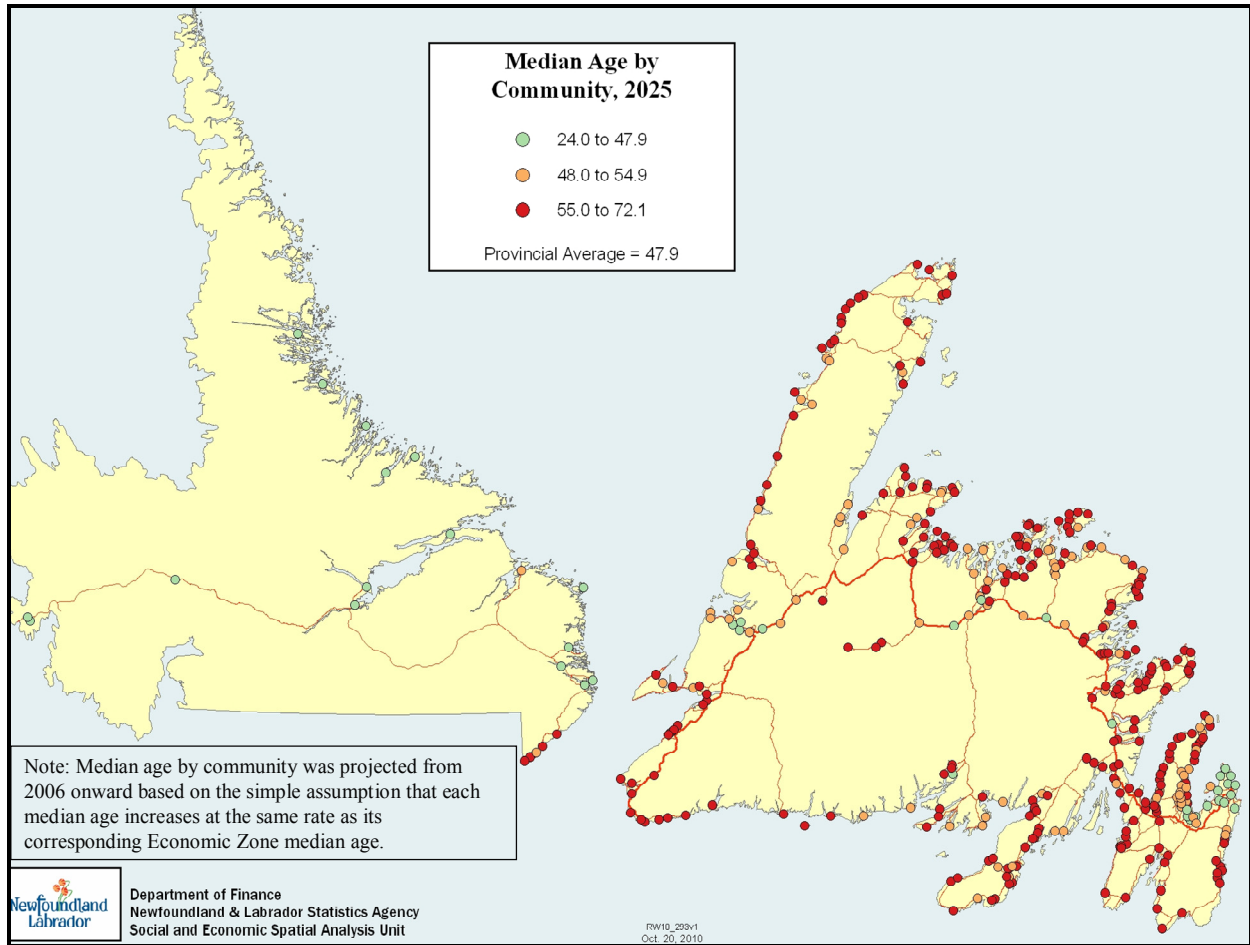 Median Age by
Community, 2025
24.0 to 47.9
48.0 to 54.9
55.0 to 72.1
Provincial Average = 47.9
Note: Median age by community was projected from
2006 onward based on the simple assumption that each
median age increases at the same rate as its
corresponding Economic Zone median age.
Newfoundland
Labrador
Department of Finance
Newfoundland & Labrador Statistics Agency
Social and Economic Spatial Analysis Unit
RW10_293v1
Oct. 20, 2010